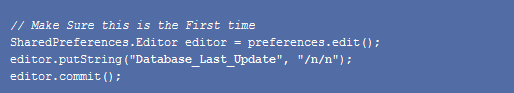 // Make Sure this is the First time
SharedPreferences.Editor editor = preferences.edit();
editor.putString("Database_Last_Update", "/n/n");
editor.commit();